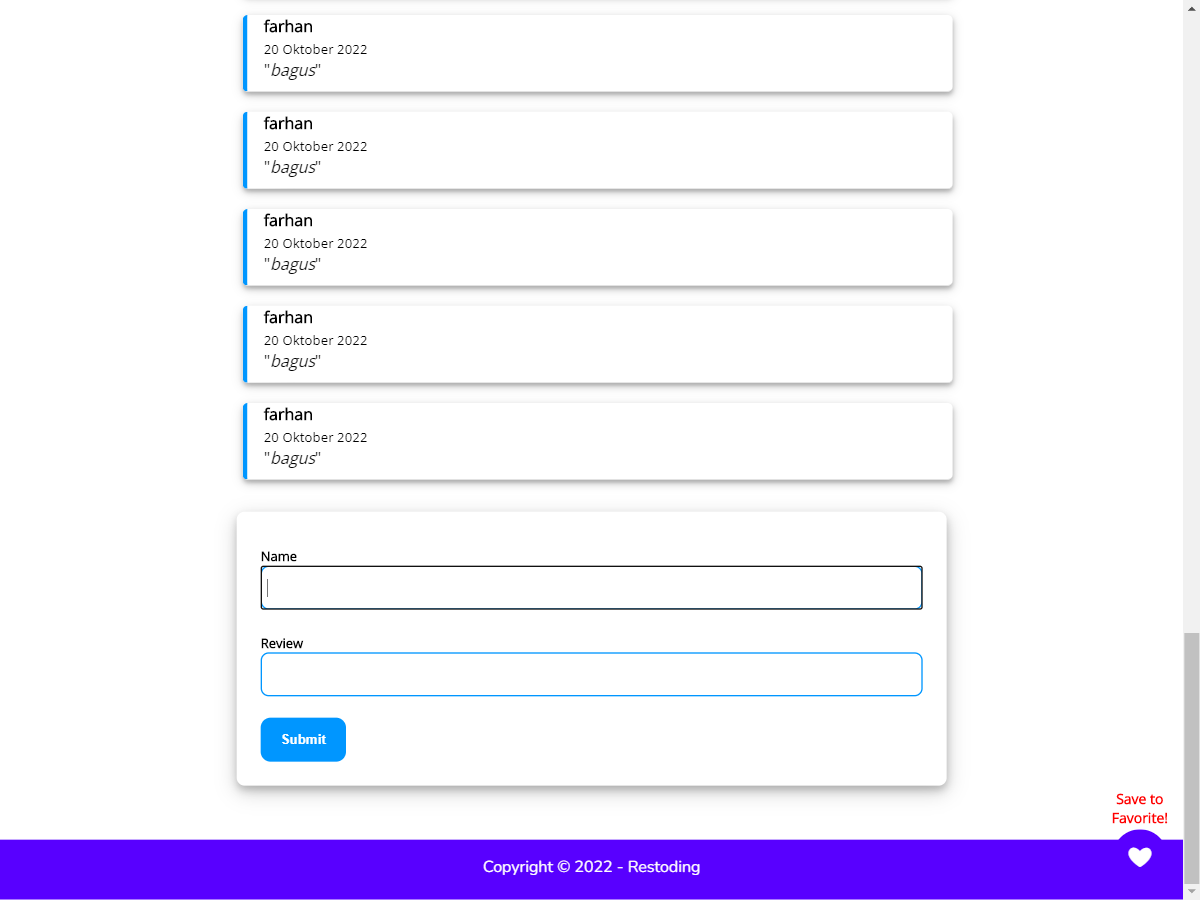 farhan
20 Oktober 2022
"bagus"
farhan
20 Oktober 2022
"bagus"
farhan
20 Oktober 2022
"bagus"
farhan
20 Oktober 2022
"bagus"
farhan
20 Oktober 2022
"bagus"
Name
Review
Submit
Save to
Favorite!
Copyright © 2022 - Restoding